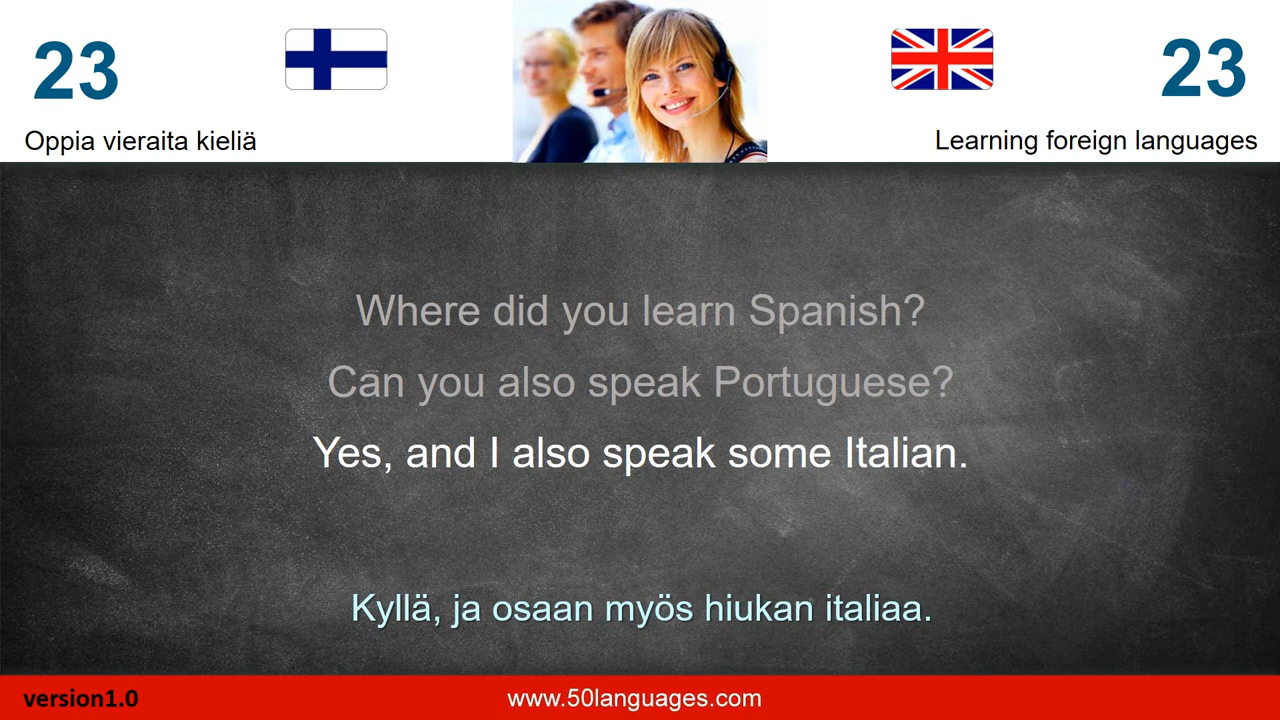 23
23
Oppia vieraita kieliä
Learning foreign languages
Where did you learn Spanish?
Can you also speak Portuguese?
Yes, and I also speak some Italian.
Kyllä, ja osaan myös hiukan italiaa.
version1.0
www.50languages.com